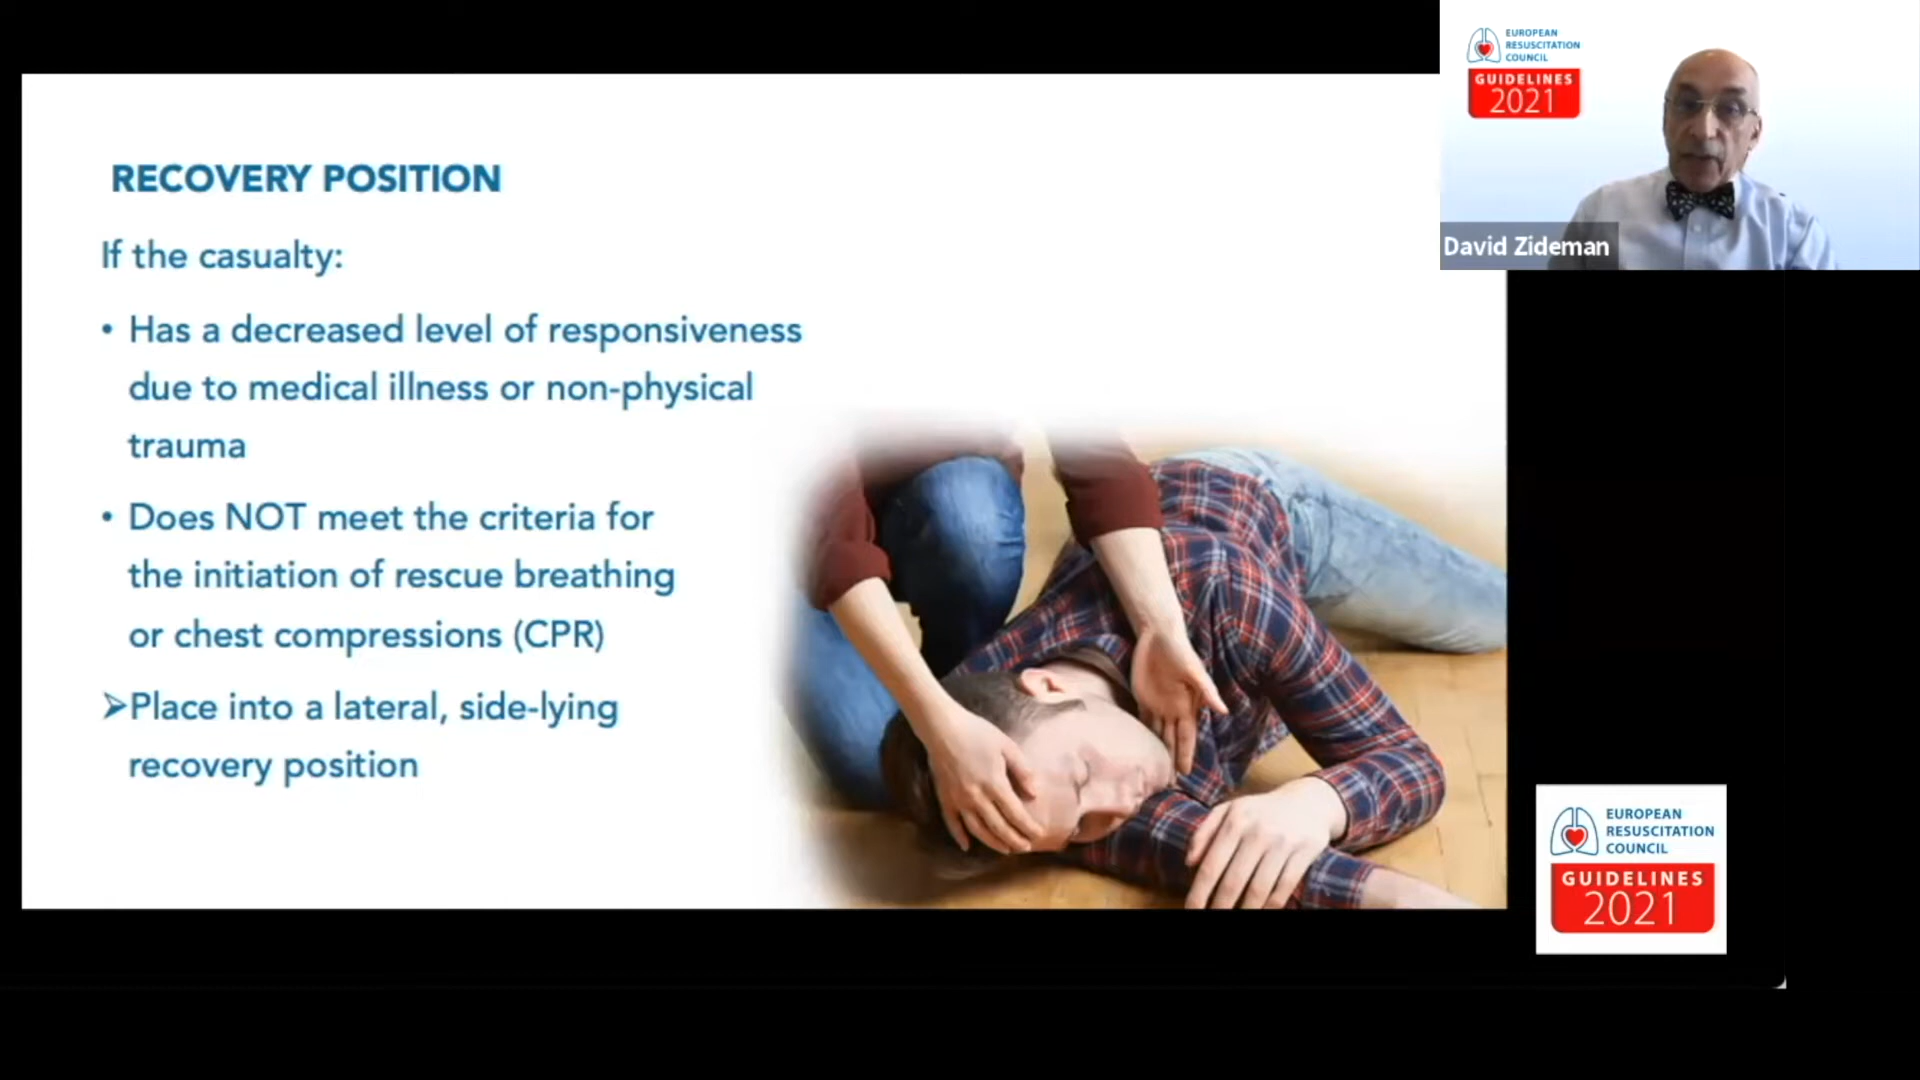 RECOVERY POSITION
If the casualty:
• Has a decreased level of responsiveness
due to medical illness or non-physical
trauma
• Does NOT meet the criteria for
the initiation of rescue breathing
or chest compressions (CPR)
➢Place into a lateral, side-lying
recovery position
EUROPEAN
RESUSCITATION
COUNCIL
GUIDELINES
2021
David Zideman
EUROPEAN
RESUSCITATION
COUNCIL
GUIDELINES
2021